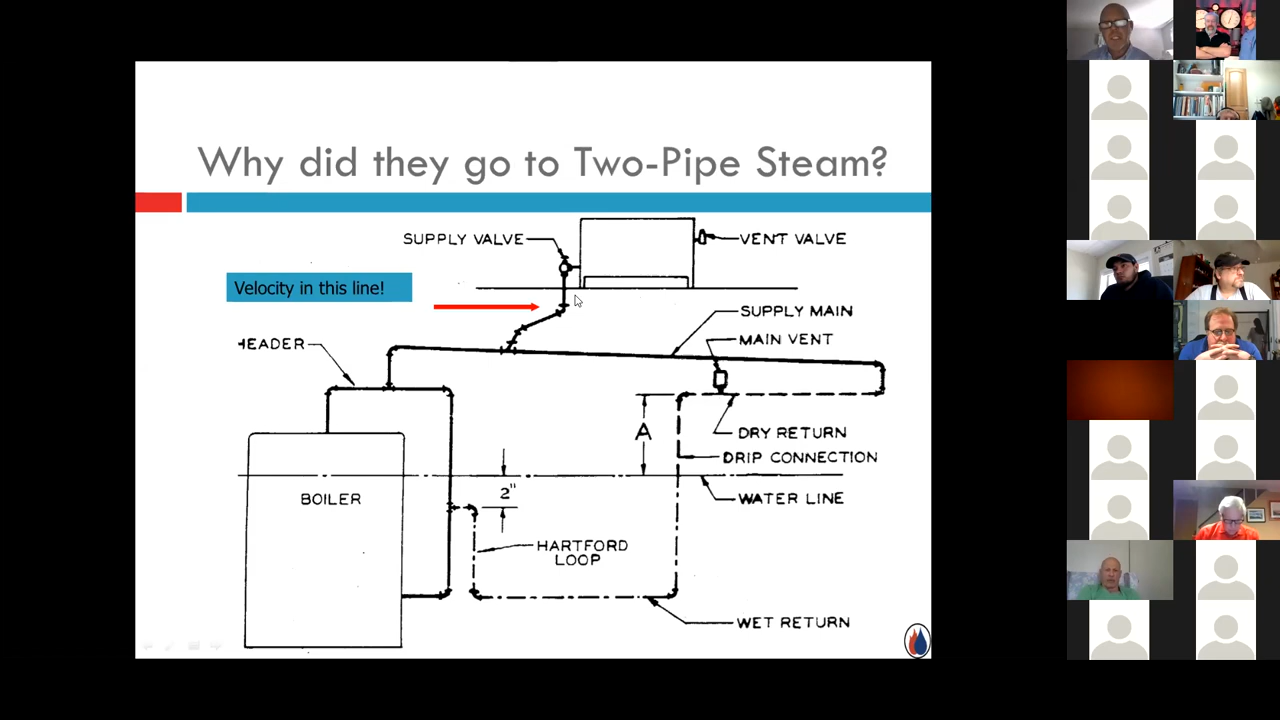 Why did they go to Two-Pipe Steam?
SUPPLY VALVE
VENT VALVE
Velocity in this line!
SUPPLY MAIN
MAIN VENT
HEADER
A
DRY RETURN
DRIP CONNECTION
2"
BOILER
WATER LINE
HARTFORD
LOOP
WET RETURN